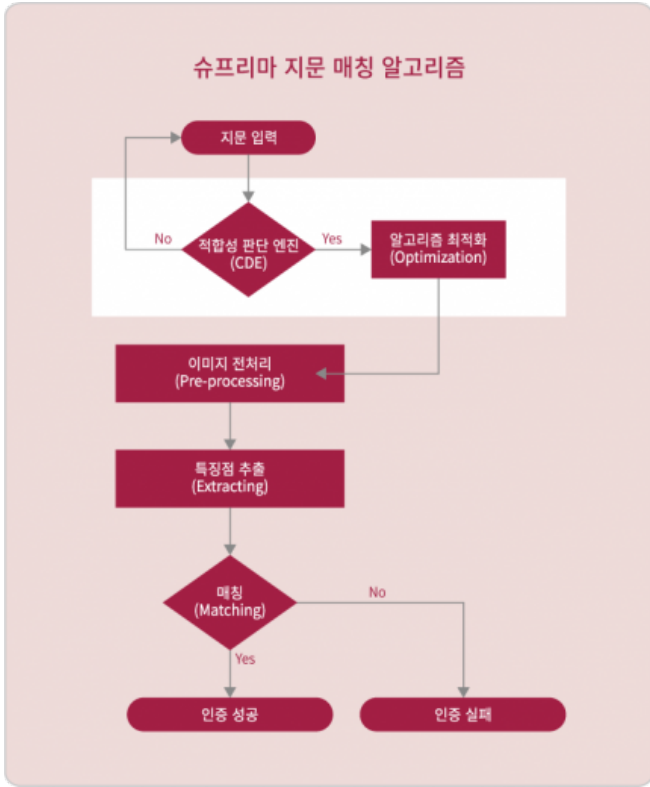 슈프리마 지문 매칭 알고리즘
지문 입력
No
적합성 판단 엔진
(CDE)
Yes
알고리즘 최적화
(Optimization)
이미지 전처리
(Pre-processing)
특징점 추출
(Extracting)
매칭
(Matching)
No
Yes
인증 성공
인증 실패